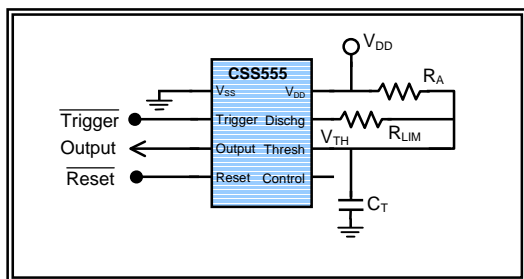 CSS555
V_DD
R_A
V_SS V_DD
Trigger Trigger Dischg
R_LIM
V_TH
Output Output Thresh
Reset Reset Control
C_T